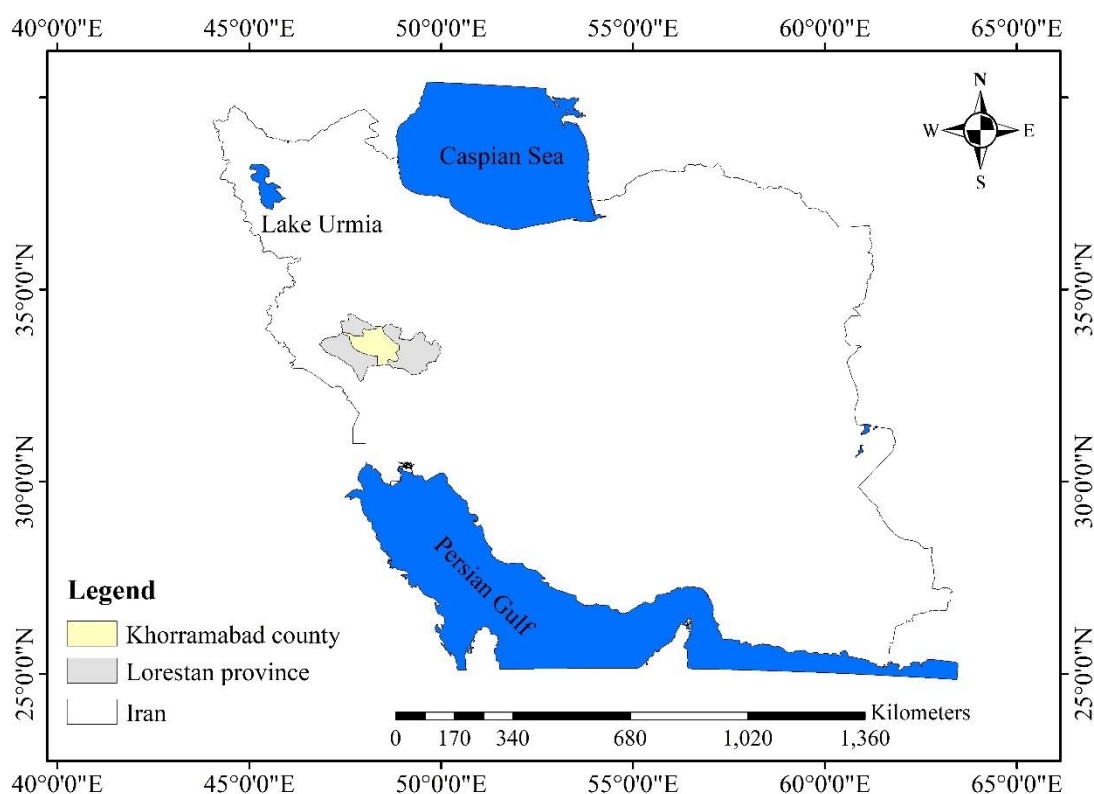 40°0'0"E 45°0'0"E 50°0'0"E 55°0'0"E 60°0'0"E 65°0'0"E
N
W E
S
Caspian Sea
Lake Urmia
35°0'0"N 35°0'0"N
30°0'0"N 30°0'0"N
Persian Gulf
25°0'0"N 25°0'0"N
Legend
Khorramabad county
Lorestan province
Iran
Kilometers
0 170 340 680 1,020 1,360
40°0'0"E 45°0'0"E 50°0'0"E 55°0'0"E 60°0'0"E 65°0'0"E